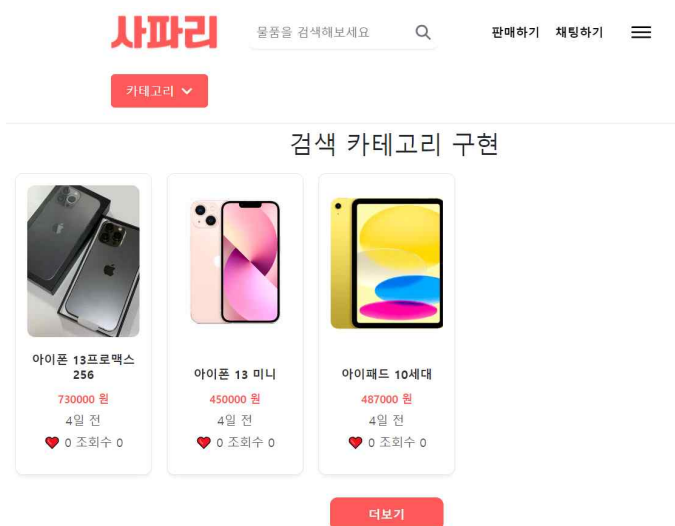 사파리
물품을 검색해보세요
판매하기 채팅하기
카테고리
검색 카테고리 구현
아이폰 13프로맥스
256
730000 원
4일 전
0 조회수 0
아이폰 13 미니
450000 원
4일 전
0 조회수 0
아이패드 10세대
487000 원
4일 전
0 조회수 0
더보기